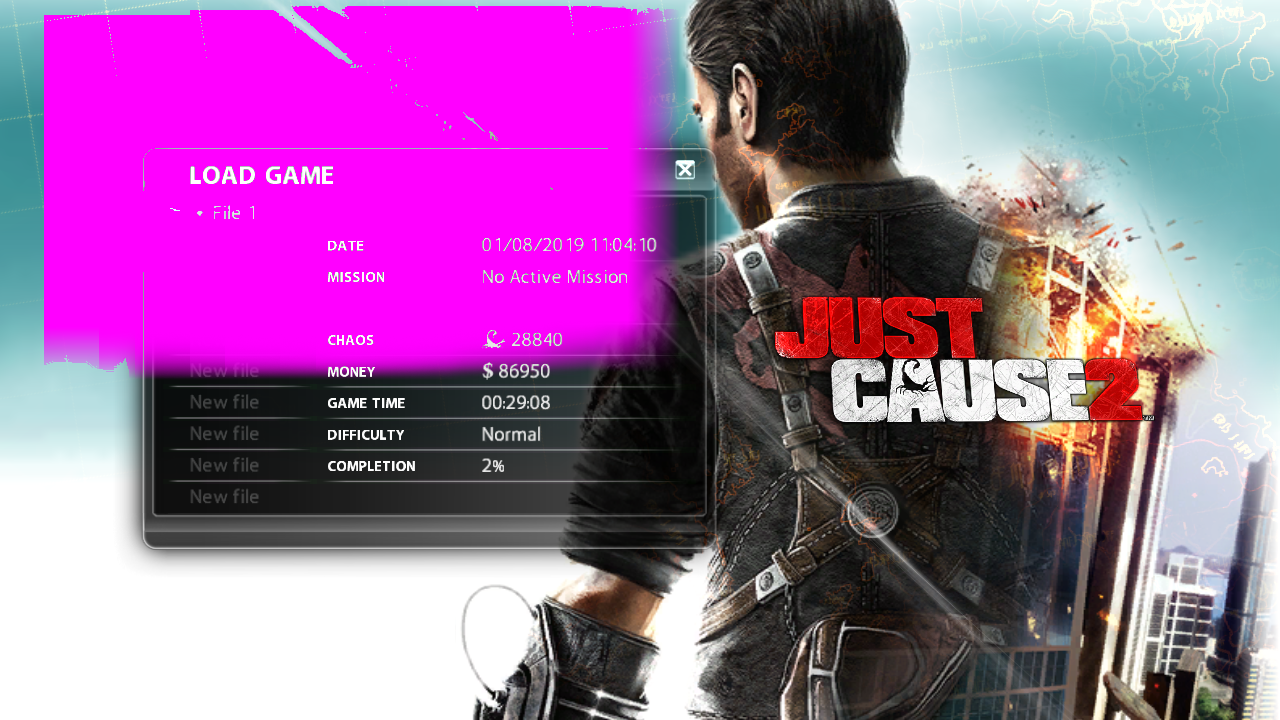 LOAD GAME
• File 1
DATE 01/08/2019 11:04:10
MISSION No Active Mission
CHAOS 28840
New file MONEY $ 86950
New file GAME TIME 00:29:08
New file DIFFICULTY Normal
New file COMPLETION 2%
New file
JUST
CAUSE 2